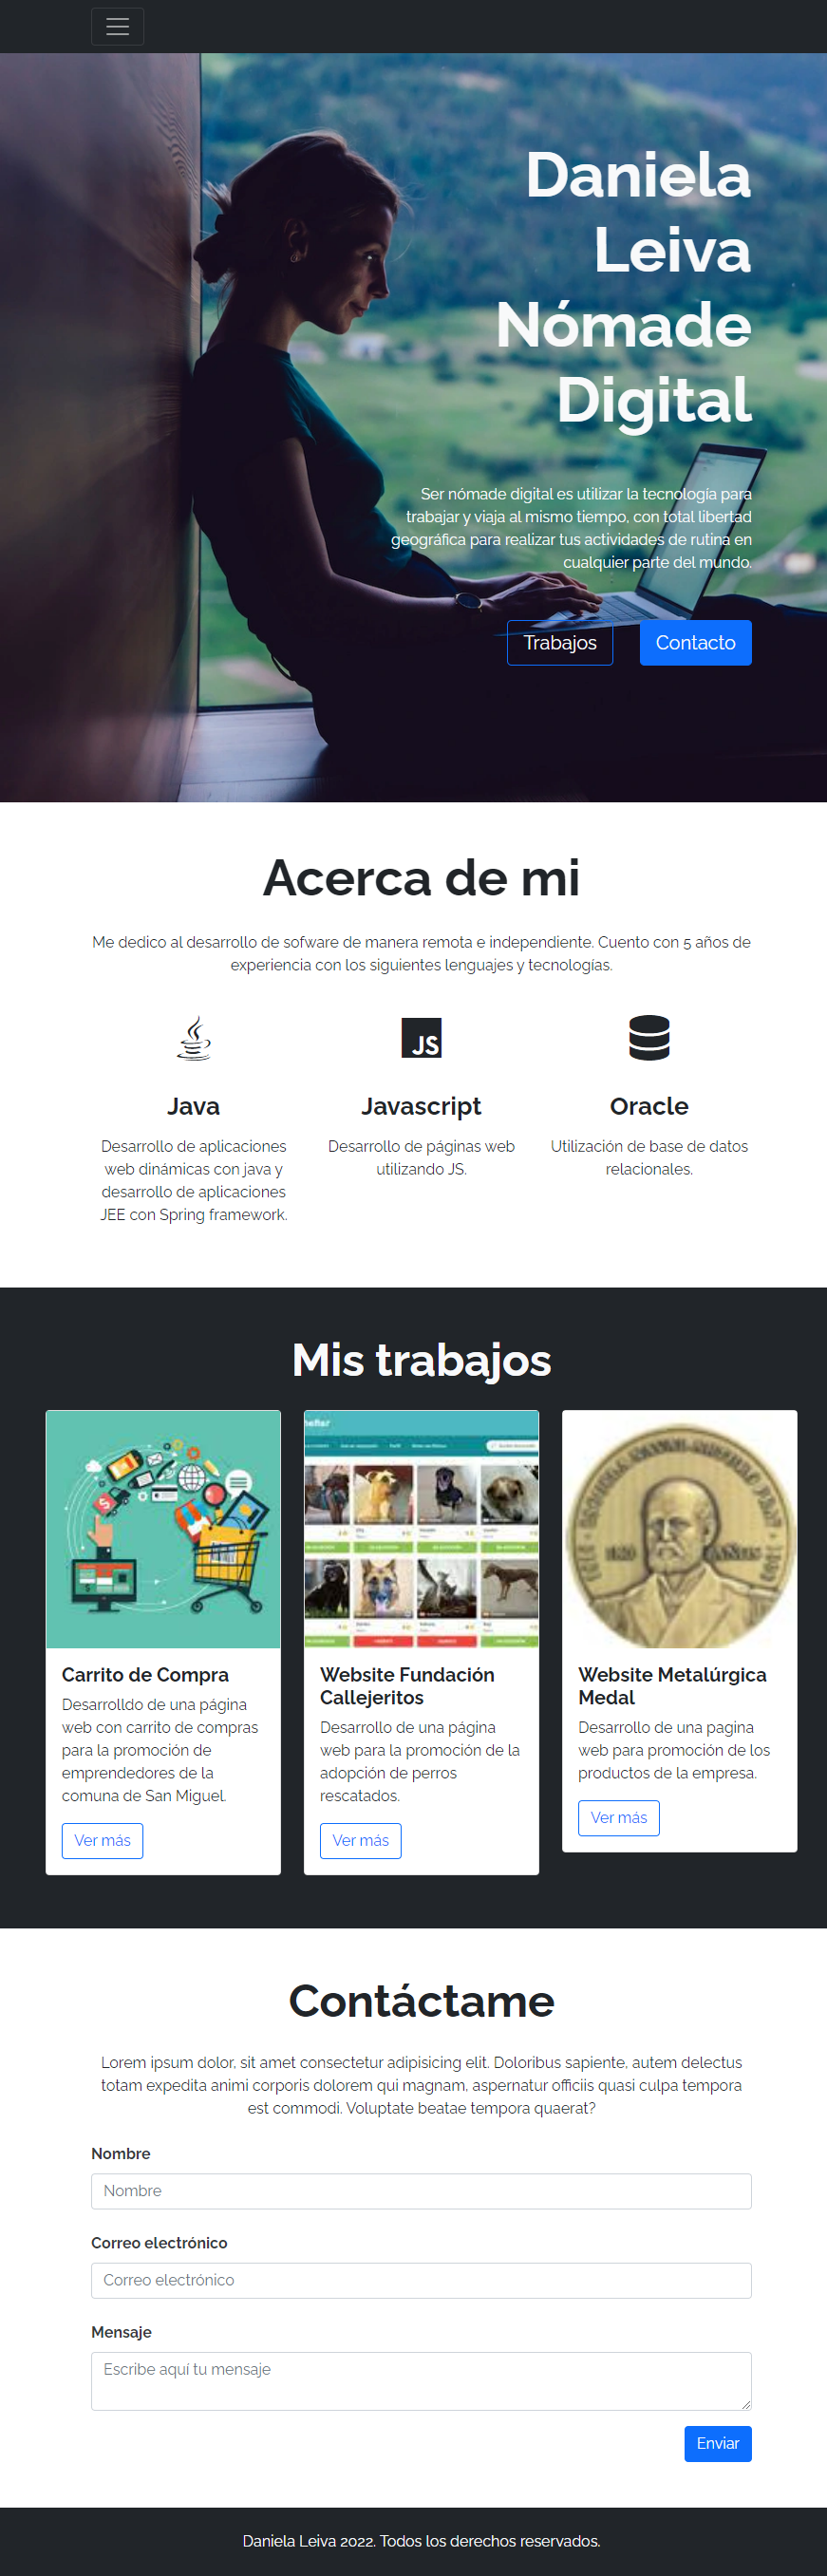 Daniela
Leiva
Nómade
Digital
Ser nómade digital es utilizar la tecnología para
trabajar y viaja al mismo tiempo, con total libertad
geográfica para realizar tus actividades de rutina en
cualquier parte del mundo.
Trabajos
Contacto
Acerca de mi
Me dedico al desarrollo de sofware de manera remota e independiente. Cuento con 5 años de
experiencia con los siguientes lenguajes y tecnologías.
JS
Java
Desarrollo de aplicaciones
web dinámicas con java y
desarrollo de aplicaciones
JEE con Spring framework.
Javascript
Desarrollo de páginas web
utilizando JS.
Oracle
Utilización de base de datos
relacionales.
Mis trabajos
Carrito de Compra
Desarrolldo de una página
web con carrito de compras
para la promoción de
emprendedores de la
comuna de San Miguel.
Ver más
Website Fundación
Callejeritos
Desarrollo de una página
web para la promoción de la
adopción de perros
rescatados.
Ver más
Website Metalúrgica
Medal
Desarrollo de una pagina
web para promoción de los
productos de la empresa.
Ver más
Contáctame
Lorem ipsum dolor, sit amet consectetur adipisicing elit. Doloribus sapiente, autem delectus
totam expedita animi corporis dolorem qui magnam, aspernatur officiis quasi culpa tempora
est commodi. Voluptate beatae tempora quaerat?
Nombre
Nombre
Correo electrónico
Correo electrónico
Mensaje
Escribe aquí tu mensaje
Enviar
Daniela Leiva 2022. Todos los derechos reservados.